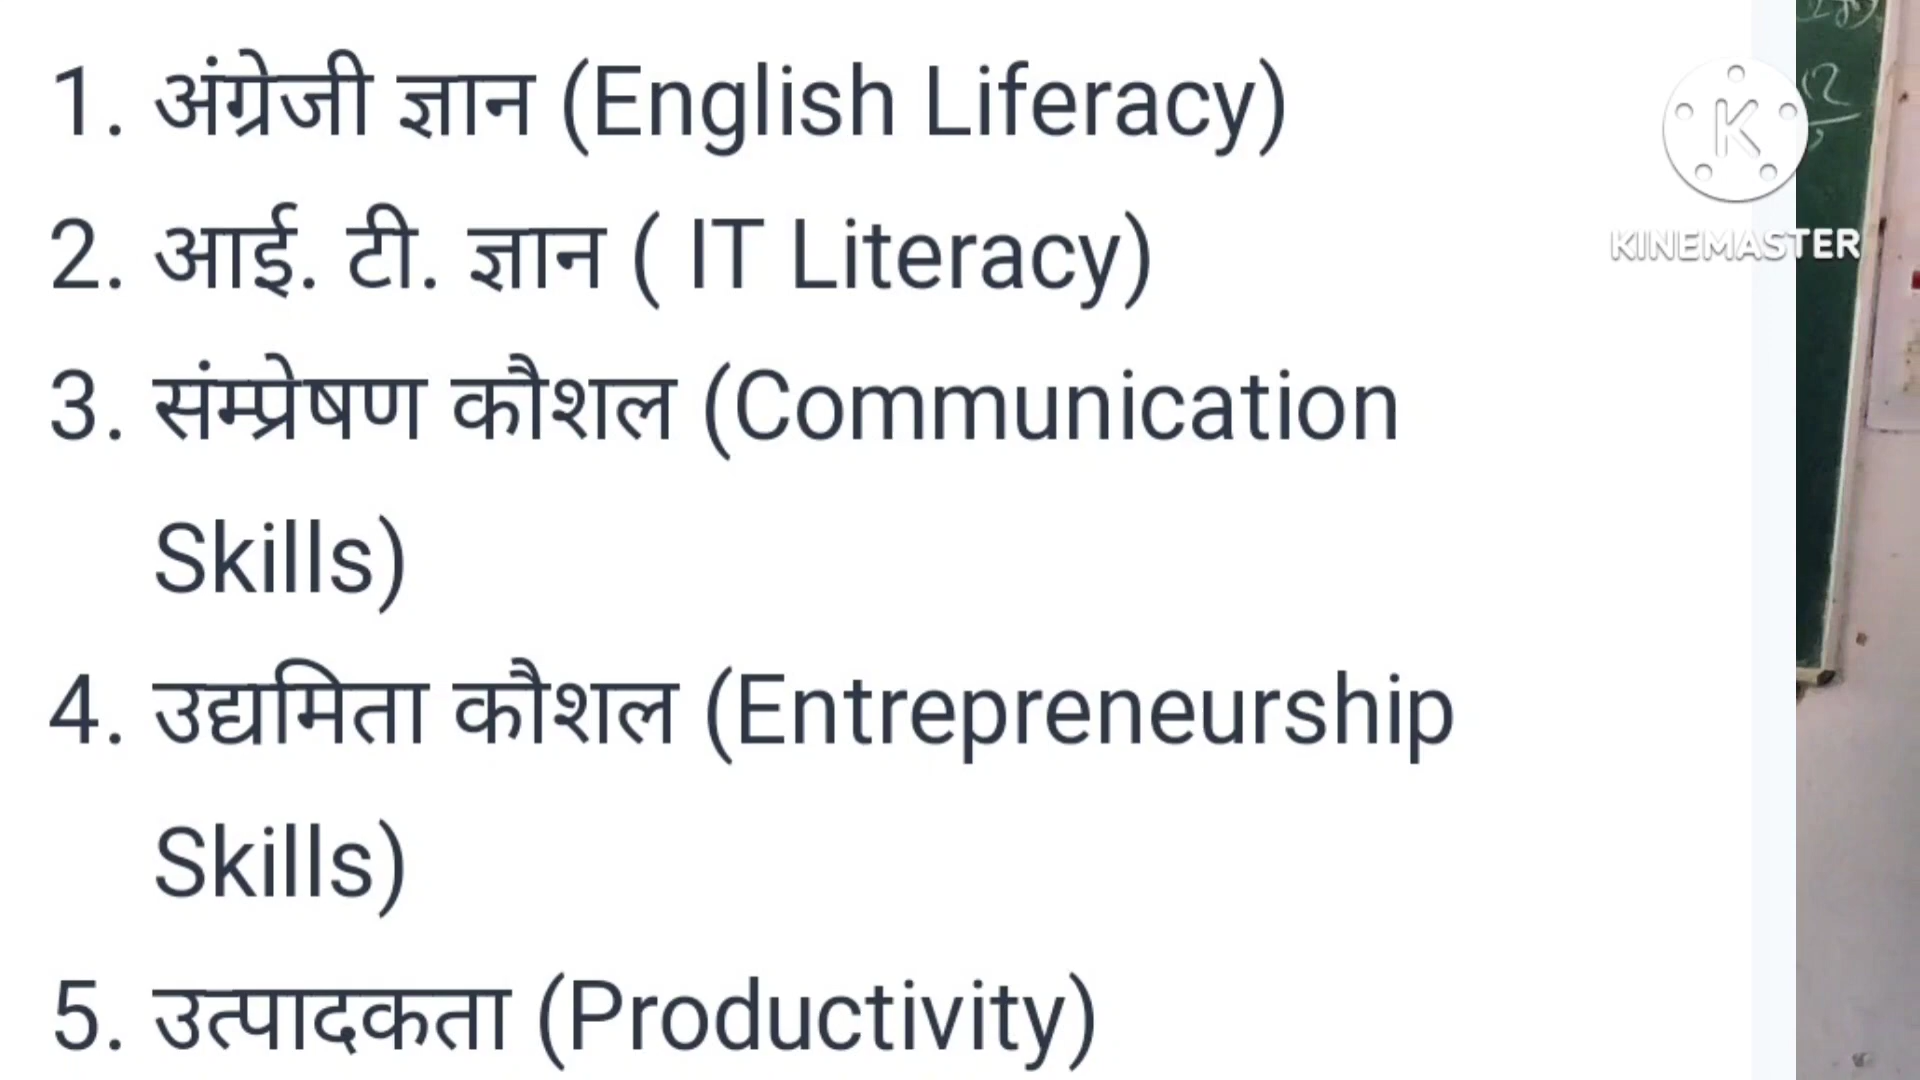 1. अंग्रेजी ज्ञान (English Liferacy)
2. आई. टी. ज्ञान ( IT Literacy)
3. संम्प्रेषण कौशल (Communication
Skills)
4. उद्यमिता कौशल (Entrepreneurship
Skills)
5. उत्पादकता (Productivity)
K
KINEMASTER
12